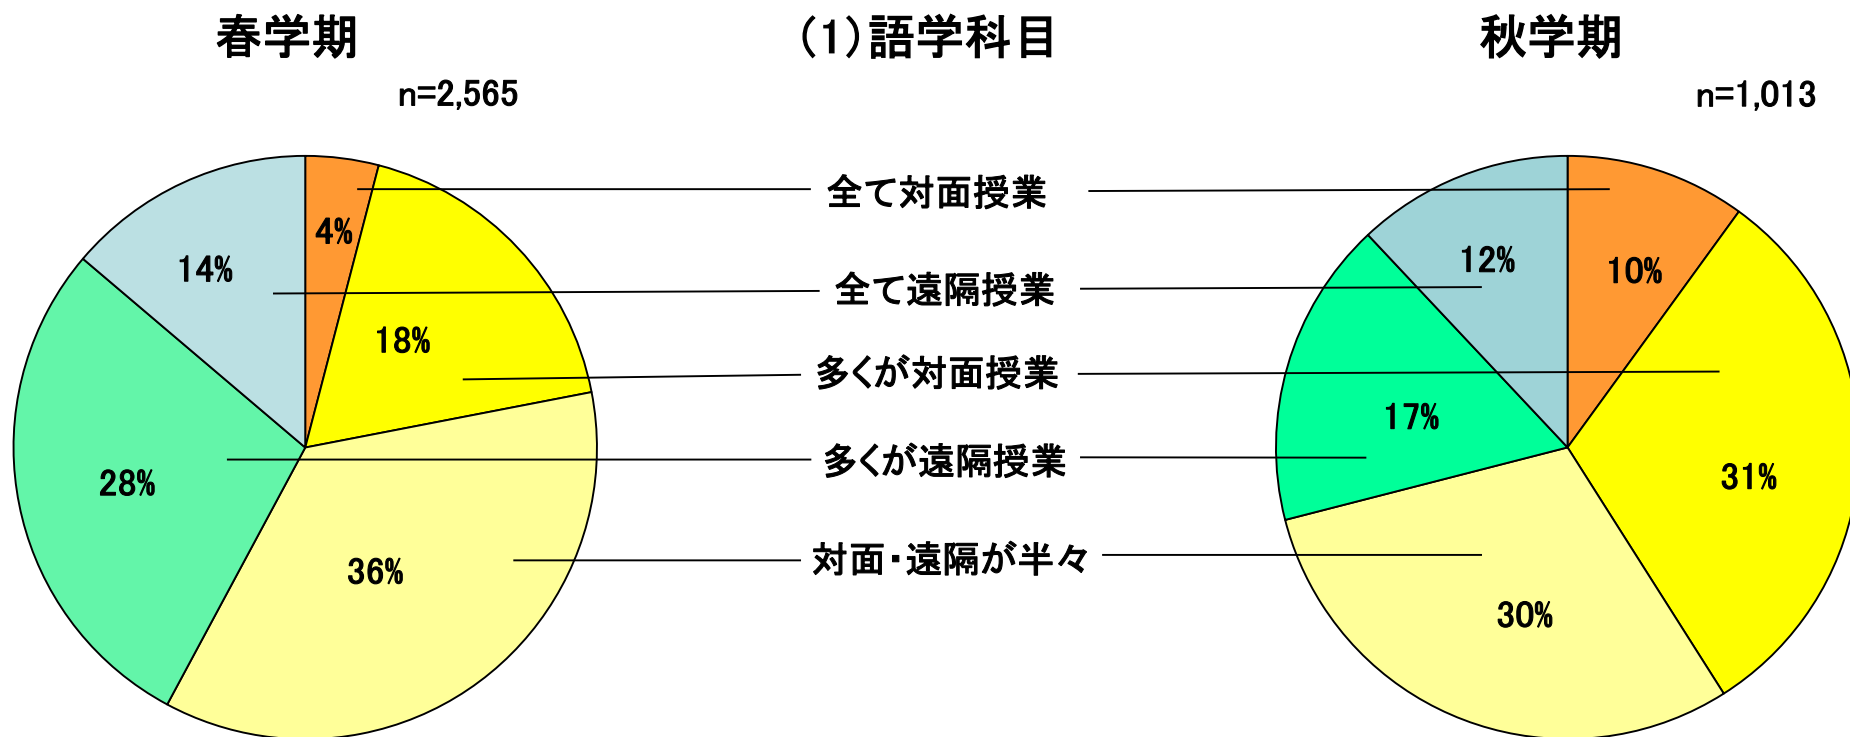 春学期
(1)語学科目
秋学期
n=2,565
n=1,013
全て対面授業
全て遠隔授業
多くが対面授業
多くが遠隔授業
対面・遠隔が半々
4%
18%
36%
28%
14%
10%
31%
30%
17%
12%